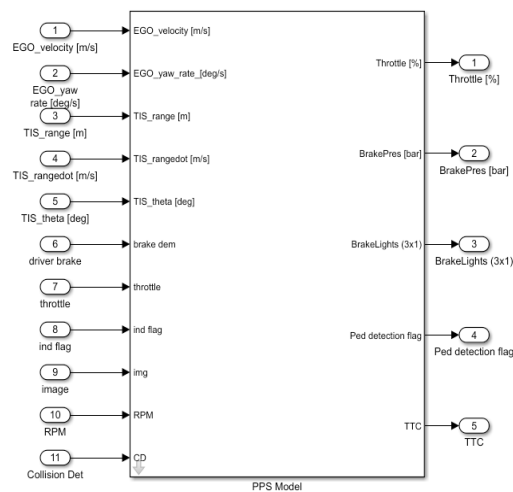 1
EGO_velocity [m/s]
2
EGO_yaw
rate [deg/s]
3
TIS_range [m]
4
TIS_rangedot [m/s]
5
TIS_theta [deg]
6
driver brake
7
throttle
8
ind flag
9
image
10
RPM
11
Collision Det
EGO_velocity [m/s]
EGO_yaw_rate_[deg/s]
TIS_range [m]
TIS_rangedot [m/s]
TIS_theta [deg]
brake dem
throttle
ind flag
img
RPM
CD
Throttle [%]
BrakePres [bar]
BrakeLights (3x1)
Ped detection flag
TTC
1
Throttle [%]
2
BrakePres [bar]
3
BrakeLights (3x1)
4
Ped detection flag
5
TTC
PPS Model